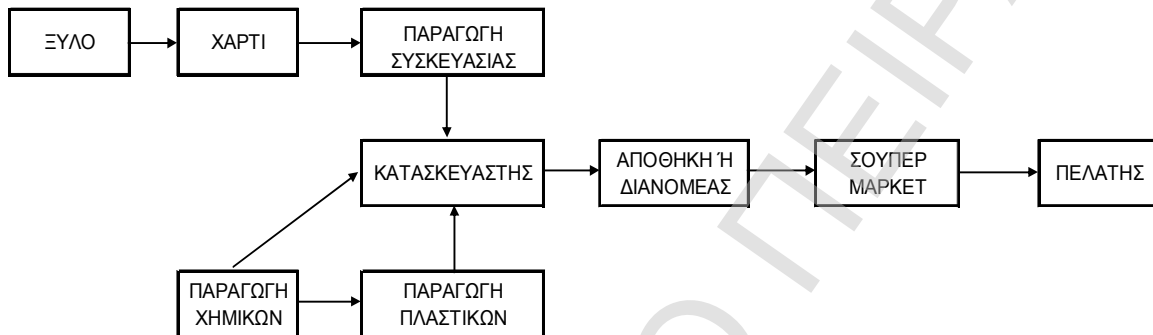 ΞΥΛΟ
ΧΑΡΤΙ
ΠΑΡΑΓΩΓΗ
ΣΥΣΚΕΥΑΣΙΑΣ
ΚΑΤΑΣΚΕΥΑΣΤΗΣ
ΑΠΟΘΗΚΗ Ή
ΔΙΑΝΟΜΕΑΣ
ΣΟΥΠΕΡ
ΜΑΡΚΕΤ
ΠΕΛΑΤΗΣ
ΠΑΡΑΓΩΓΗ
ΧΗΜΙΚΩΝ
ΠΑΡΑΓΩΓΗ
ΠΛΑΣΤΙΚΩΝ